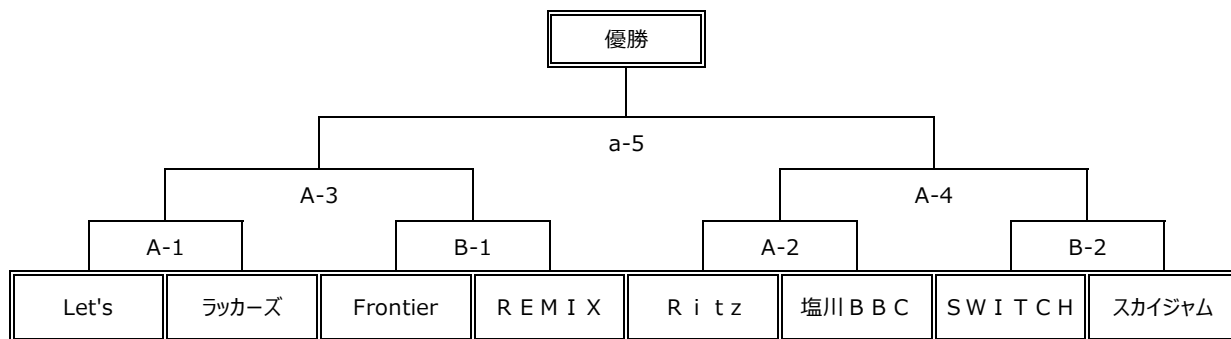 優勝
a-5
A-3 A-4
A-1 B-1 A-2 B-2
Let's ラッカーズ Frontier ＲＥＭＩＸ Ｒｉｔｚ 塩川ＢＢＣ ＳＷＩＴＣＨ スカイジャム